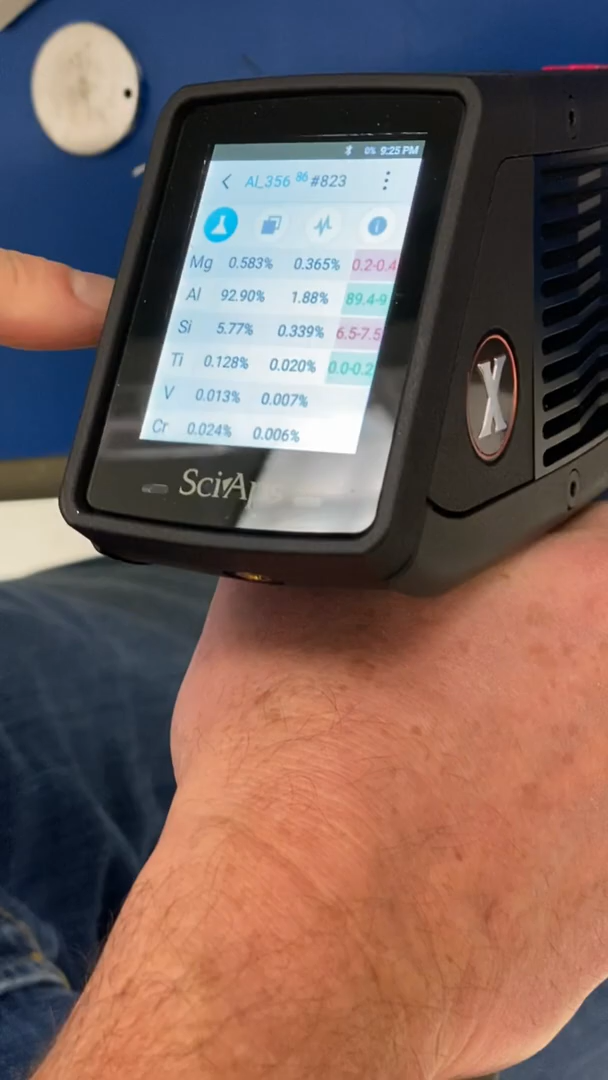 0% 9:25 PM
Al_356 86 #823
Mg 0.583% 0.365% 0.2-0.4
Al 92.90% 1.88% 89.4-9
Si 5.77% 0.339% 6.5-7.5
Ti 0.128% 0.020% 0.0-0.2
V 0.013% 0.007%
Cr 0.024% 0.006%
SciAps
X